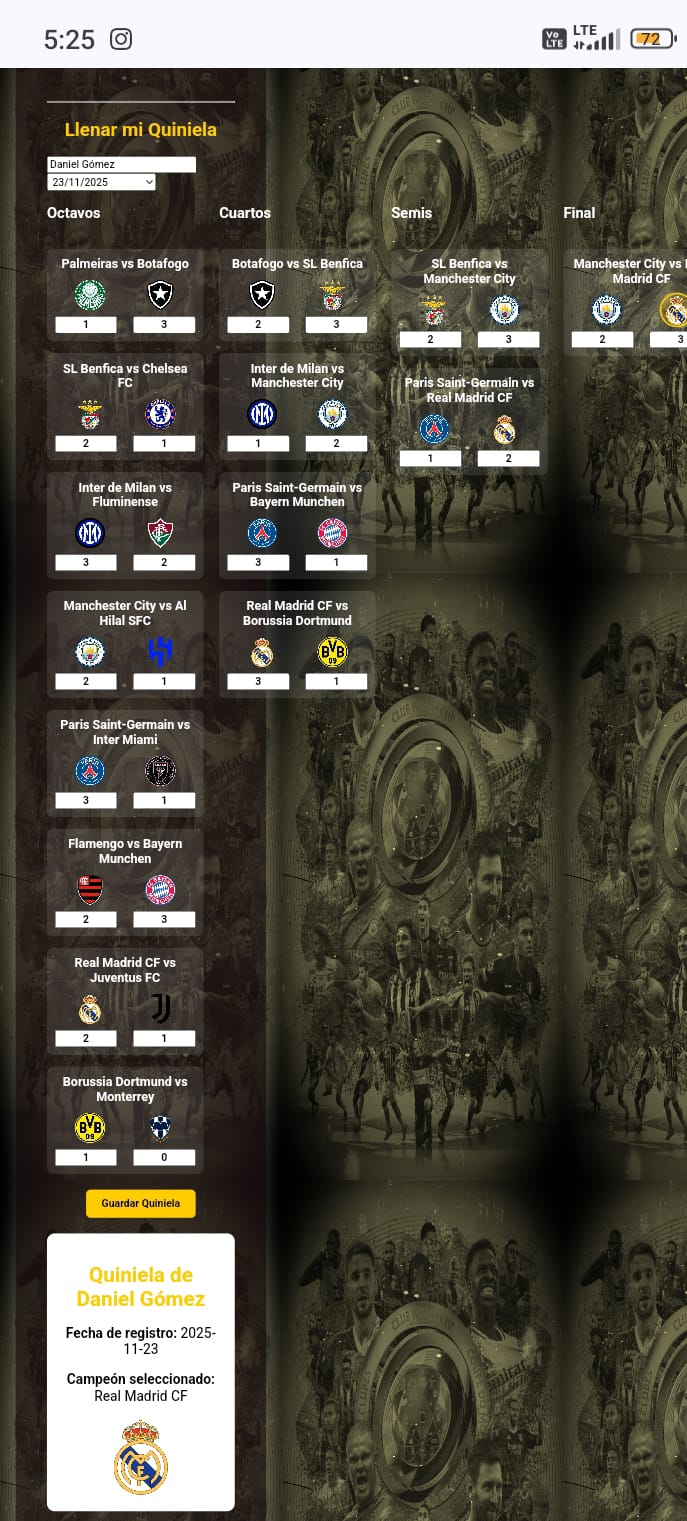 5:25
Vo LTE
LTE
72
Llenar mi Quiniela
Daniel Gómez
23/11/2025
Octavos
Cuartos
Semis
Final
Palmeiras vs Botafogo
1 3
SL Benfica vs Chelsea
FC
2 1
Inter de Milan vs
Fluminense
3 2
Manchester City vs Al
Hilal SFC
2 1
Paris Saint-Germain vs
Inter Miami
3 1
Flamengo vs Bayern
Munchen
2 3
Real Madrid CF vs
Juventus FC
2 1
Borussia Dortmund vs
Monterrey
1 0
Botafogo vs SL Benfica
2 3
Inter de Milan vs
Manchester City
1 2
Paris Saint-Germain vs
Bayern Munchen
3 1
Real Madrid CF vs
Borussia Dortmund
BVB 09
3 1
SL Benfica vs
Manchester City
2 3
Paris Saint-Germain vs
Real Madrid CF
1 2
Manchester City vs
Madrid CF
2 3
Guardar Quiniela
Quiniela de
Daniel Gómez
Fecha de registro: 2025-
11-23
Campeón seleccionado:
Real Madrid CF